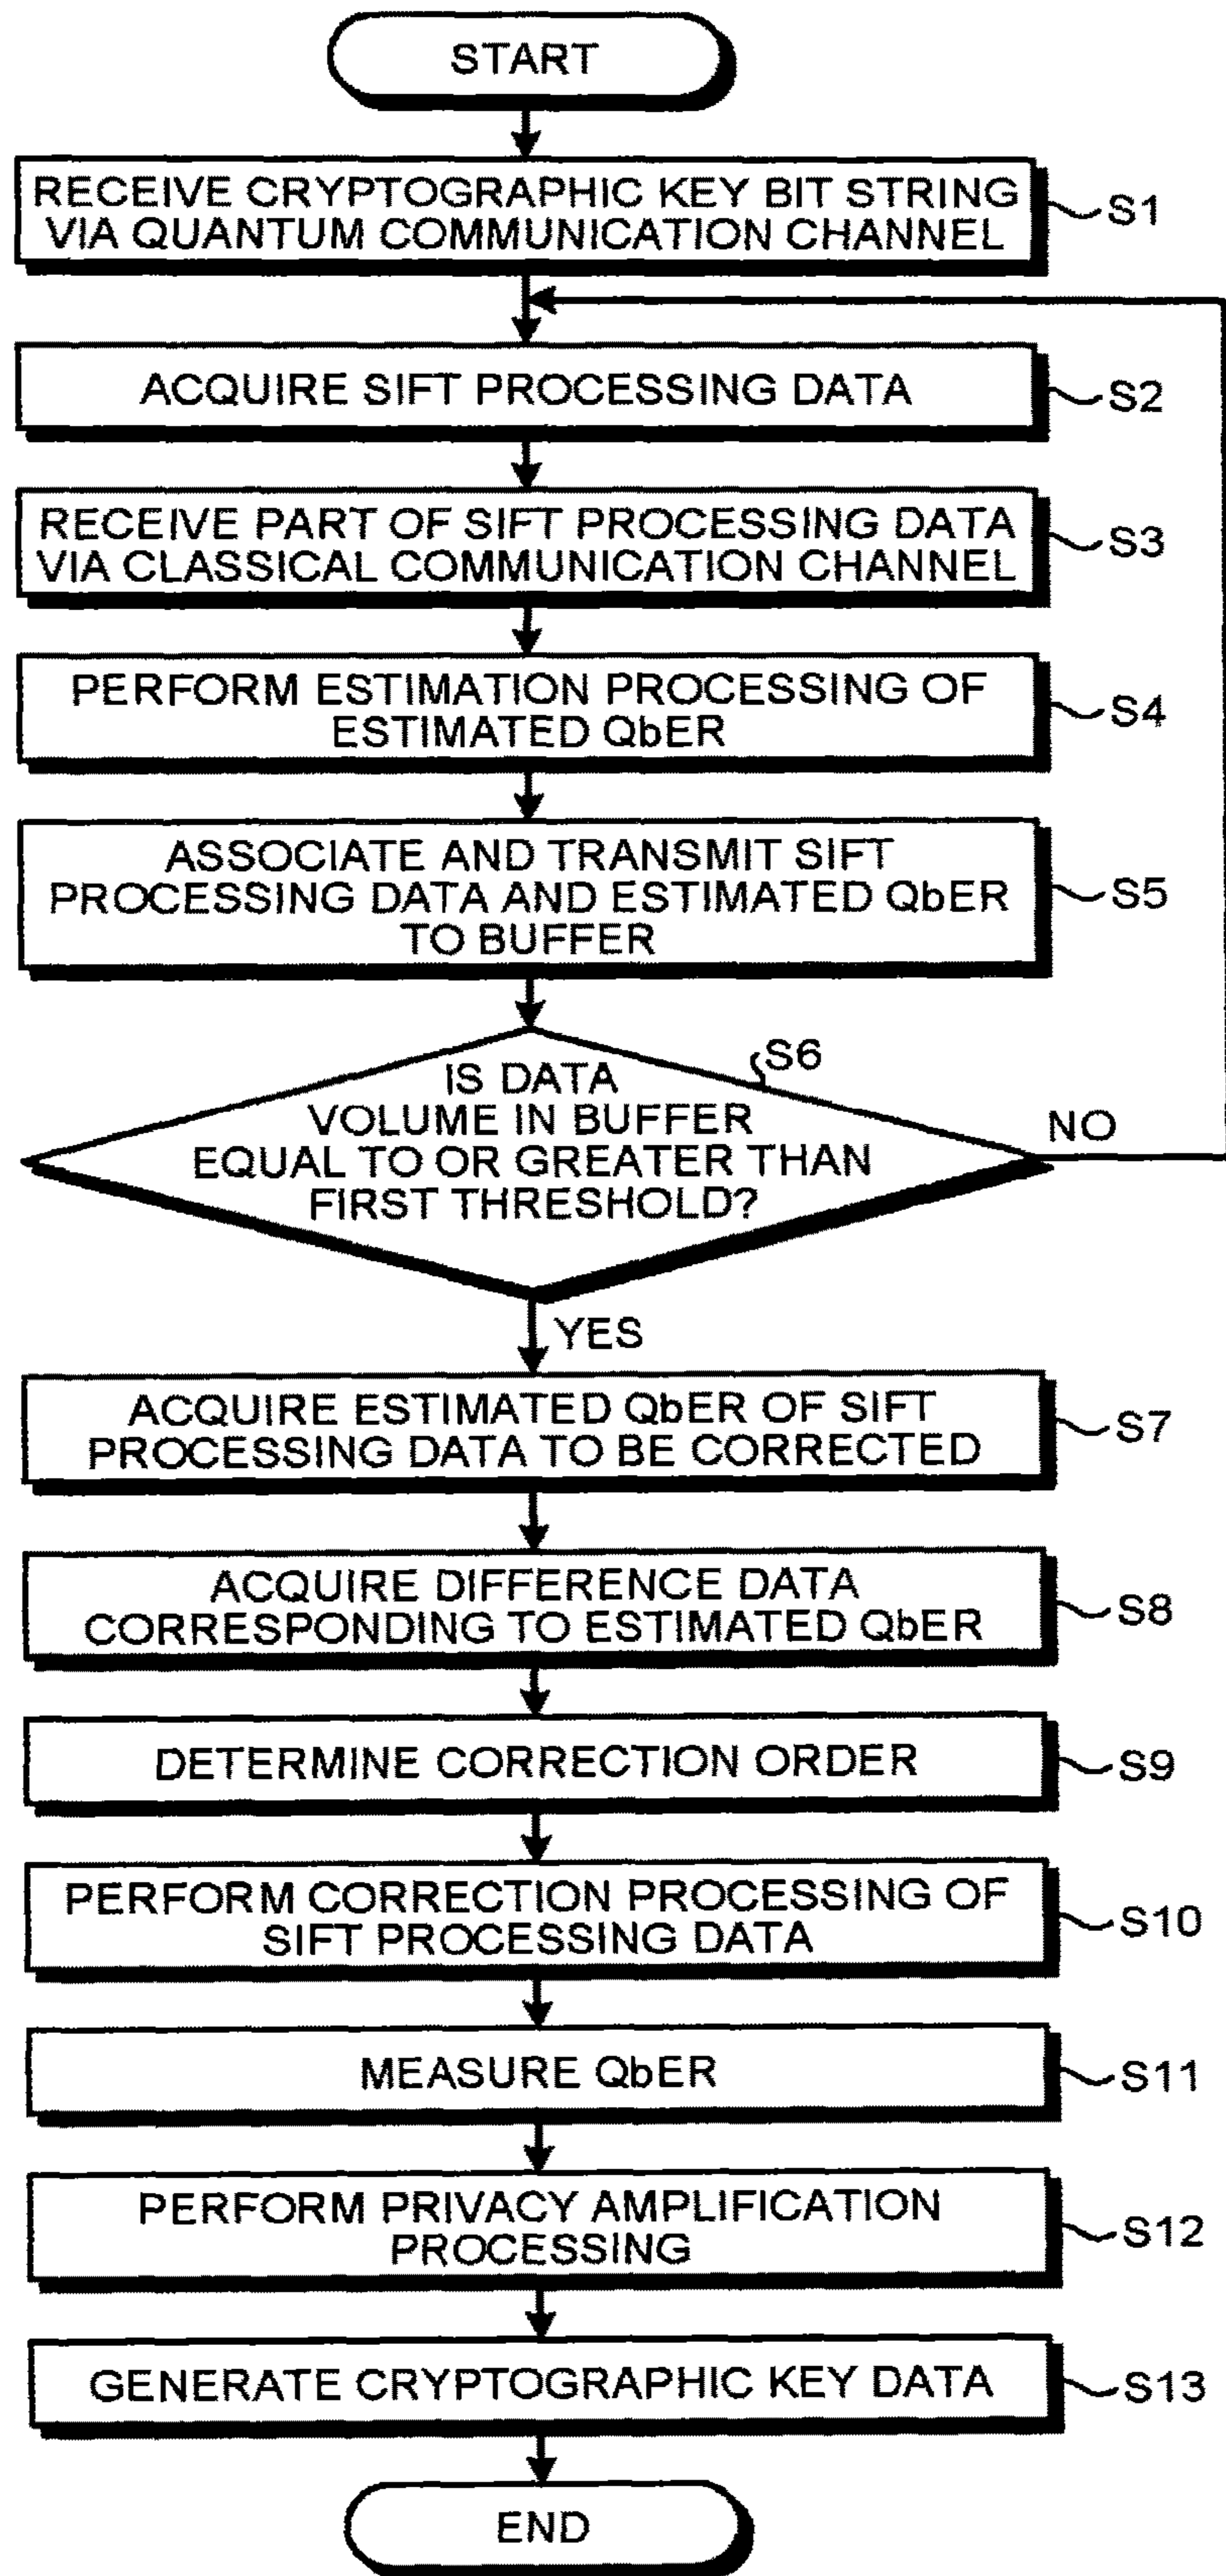 START
RECEIVE CRYPTOGRAPHIC KEY BIT STRING
VIA QUANTUM COMMUNICATION CHANNEL
S1
ACQUIRE SIFT PROCESSING DATA
S2
RECEIVE PART OF SIFT PROCESSING DATA
VIA CLASSICAL COMMUNICATION CHANNEL
S3
PERFORM ESTIMATION PROCESSING OF
ESTIMATED QbER
S4
ASSOCIATE AND TRANSMIT SIFT
PROCESSING DATA AND ESTIMATED QbER
TO BUFFER
S5
S6
IS DATA
VOLUME IN BUFFER
EQUAL TO OR GREATER THAN
FIRST THRESHOLD?
NO
YES
ACQUIRE ESTIMATED QbER OF SIFT
PROCESSING DATA TO BE CORRECTED
S7
ACQUIRE DIFFERENCE DATA
CORRESPONDING TO ESTIMATED QbER
S8
DETERMINE CORRECTION ORDER
S9
PERFORM CORRECTION PROCESSING OF
SIFT PROCESSING DATA
S10
MEASURE QbER
S11
PERFORM PRIVACY AMPLIFICATION
PROCESSING
S12
GENERATE CRYPTOGRAPHIC KEY DATA
S13
END